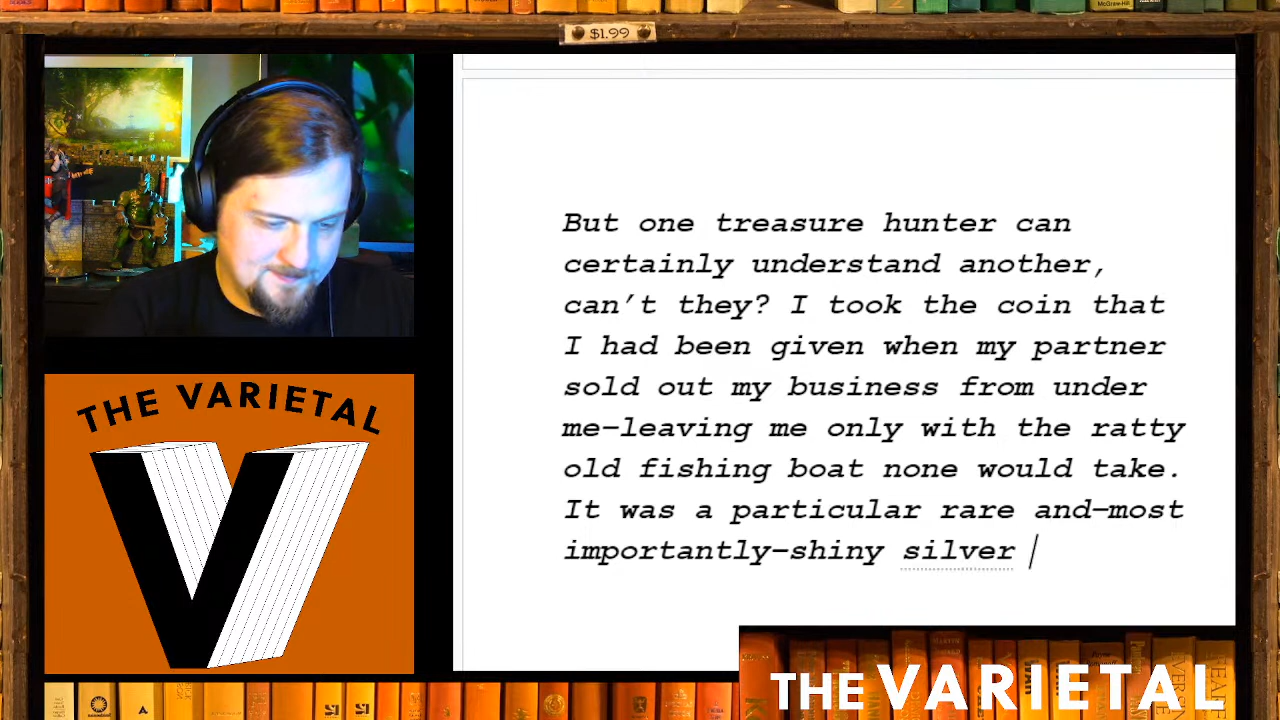 McGraw-Hill
$1.99
But one treasure hunter can
certainly understand another,
can't they? I took the coin that
I had been given when my partner
sold out my business from under
me-leaving me only with the ratty
old fishing boat none would take.
It was a particular rare and-most
importantly-shiny silver
THE VARIETAL
THE VARIETAL